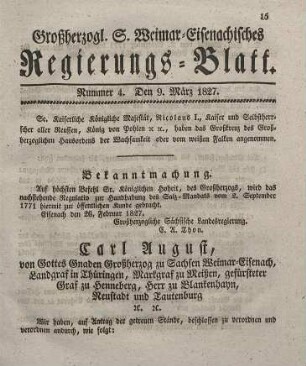 15
Großherzogl. S. Weimar-Eisenachisches
Regierungs-Blatt.
Nummer 4. Den 9. März 1827.
Se. Kaiserliche Königliche Majestät, Nicolaus I., Kaiser und Selbstherr-
scher aller Reussen, König von Pohlen ꝛc. ꝛc., haben das Großkreuz des Groß-
herzoglichen Hausordens der Wachsamkeit oder vom weißen Falken angenommen.
Bekanntmachung.
Auf höchsten Befehl Sr. Königlichen Hoheit, des Großherzogs, wird das
nachstehende Regulativ zur Handhabung des Salz-Mandats vom 2. September
1771 hiermit zur öffentlichen Kunde gebracht.
Eisenach den 26. Februar 1827.
Großherzogliche Sächsische Landesregierung.
C. A. Thon.
Carl August,
von Gottes Gnaden Großherzog zu Sachsen Weimar-Eisenach,
Landgraf in Thüringen, Markgraf zu Meißen, gefürsteter
Graf zu Henneberg, Herr zu Blankenhayn,
Neustadt und Tautenburg
ꝛc. ꝛc.
Wir haben, auf Antrag der getreuen Stände, beschlossen zu verordnen und
verordnen andurch, wie folget: